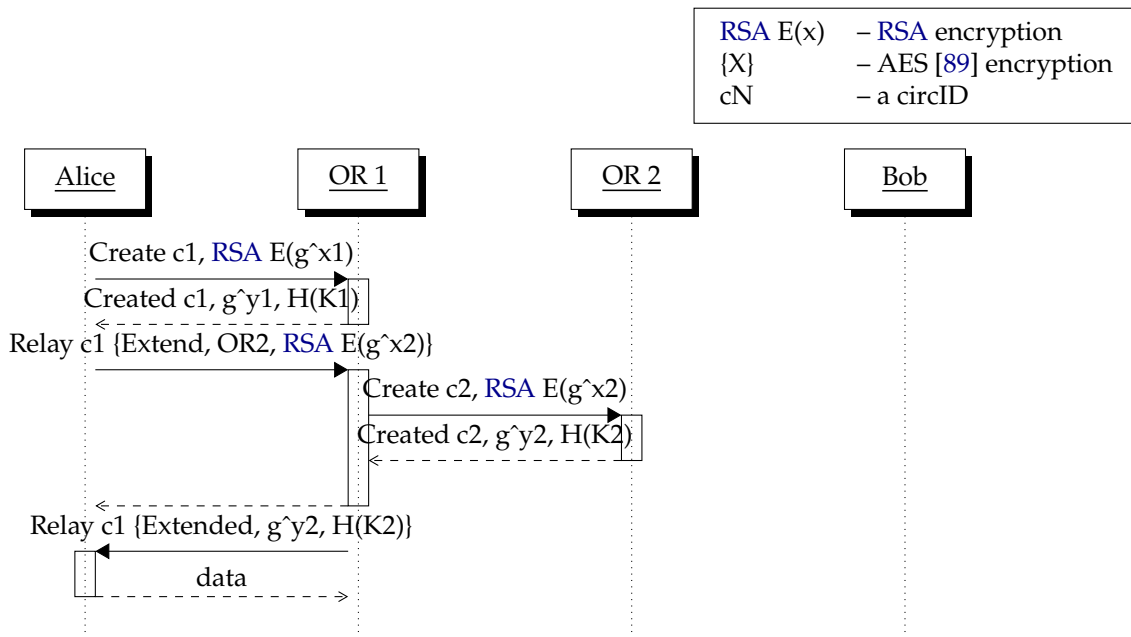 RSA E(x) – RSA encryption
{X} – AES [89] encryption
cN – a circID
Alice OR 1 OR 2 Bob
Create c1, RSA E(g^x1)
Created c1, g^y1, H(K1)
Relay c1 {Extend, OR2, RSA E(g^x2)}
Create c2, RSA E(g^x2)
Created c2, g^y2, H(K2)
Relay c1 {Extended, g^y2, H(K2)}
data